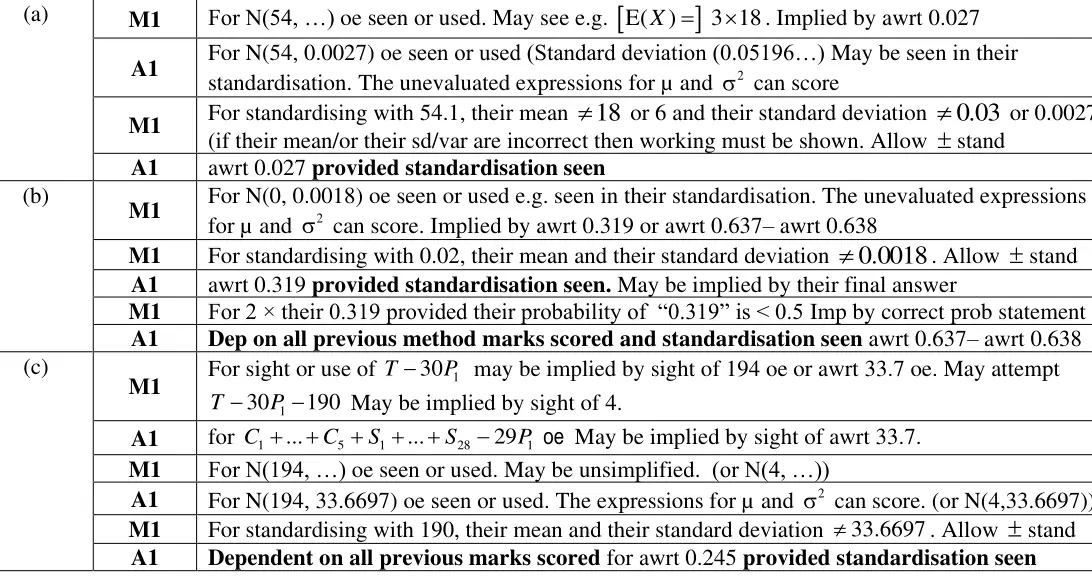 (a) M1 For N(54, …) oe seen or used. May see e.g. [E(X) =] 3×18. Implied by awrt 0.027
A1 For N(54, 0.0027) oe seen or used (Standard deviation (0.05196…) May be seen in their
standardisation. The unevaluated expressions for μ and σ² can score
M1 For standardising with 54.1, their mean ≠18 or 6 and their standard deviation ≠0.03 or 0.0027
(if their mean/or their sd/var are incorrect then working must be shown. Allow ± stand
A1 awrt 0.027 provided standardisation seen
(b) M1 For N(0, 0.0018) oe seen or used e.g. seen in their standardisation. The unevaluated expressions
for μ and σ² can score. Implied by awrt 0.319 or awrt 0.637– awrt 0.638
M1 For standardising with 0.02, their mean and their standard deviation ≠0.0018. Allow ± stand
A1 awrt 0.319 provided standardisation seen. May be implied by their final answer
M1 For 2 × their 0.319 provided their probability of “0.319” is < 0.5 Imp by correct prob statement
A1 Dep on all previous method marks scored and standardisation seen awrt 0.637– awrt 0.638
(c) M1 For sight or use of T − 30P₁ may be implied by sight of 194 oe or awrt 33.7 oe. May attempt
T − 30P₁ − 190 May be implied by sight of 4.
A1 for C₁ + ... + C₅ + S₁ + ... + S₂₈ − 29P₁ oe May be implied by sight of awrt 33.7.
M1 For N(194, …) oe seen or used. May be unsimplified. (or N(4, …))
A1 For N(194, 33.6697) oe seen or used. The expressions for μ and σ² can score. (or N(4,33.6697))
M1 For standardising with 190, their mean and their standard deviation ≠33.6697. Allow ± stand
A1 Dependent on all previous marks scored for awrt 0.245 provided standardisation seen